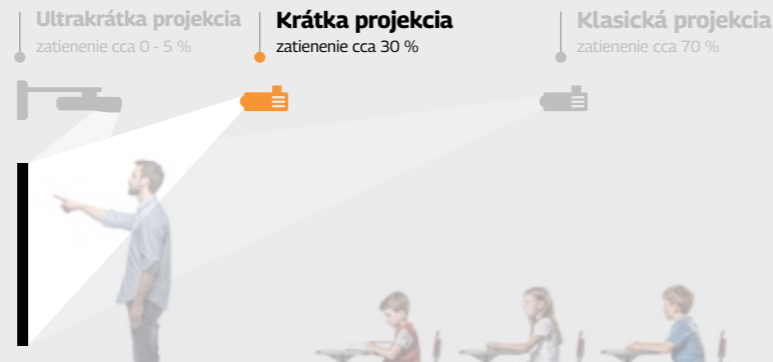 Ultrakrátka projekcia
zatienenie cca 0 - 5 %
Krátka projekcia
zatienenie cca 30 %
Klasická projekcia
zatienenie cca 70 %